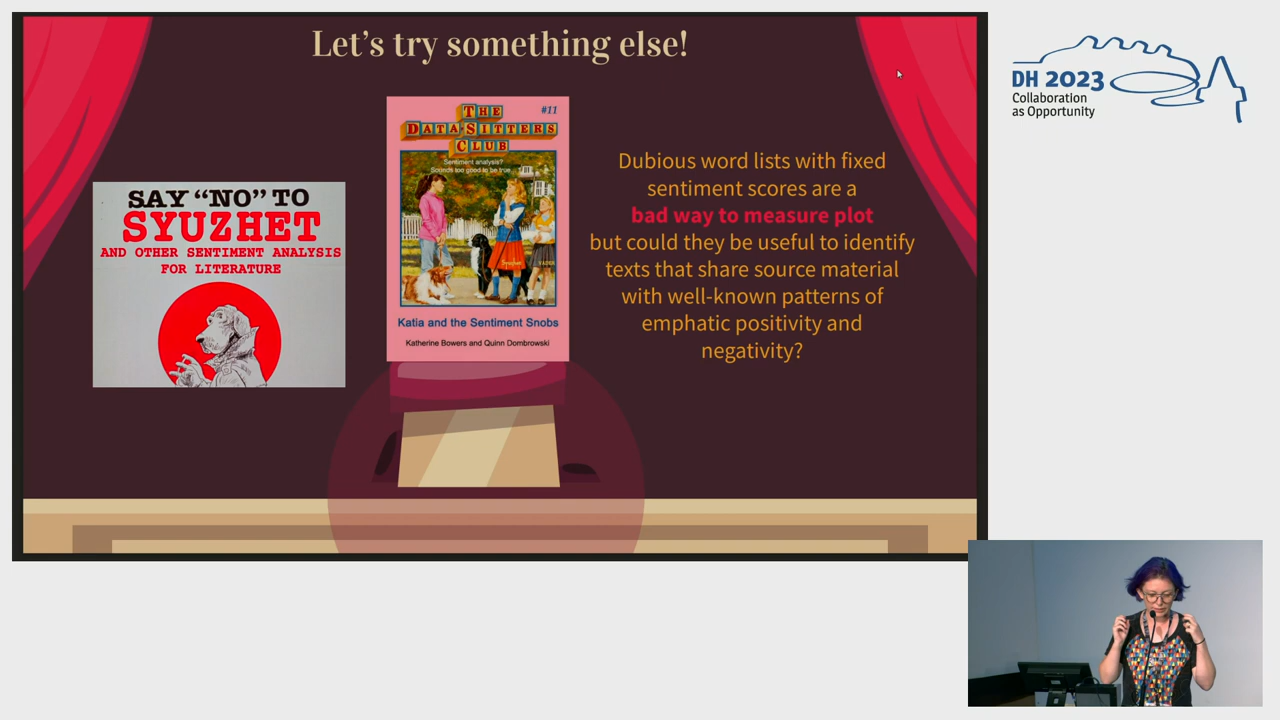 Let's try something else!
SAY “NO” TO
SYUZHET
AND OTHER SENTIMENT ANALYSIS
FOR LITERATURE
#11
THE
DATA-SITTERS
CLUB
Sentiment analysis?
Sounds too good to be true...
Syuzhet
VADER
Katia and the Sentiment Snobs
Katherine Bowers and Quinn Dombrowski
Dubious word lists with fixed
sentiment scores are a
bad way to measure plot
but could they be useful to identify
texts that share source material
with well-known patterns of
emphatic positivity and
negativity?
DH 2023
Collaboration
as Opportunity